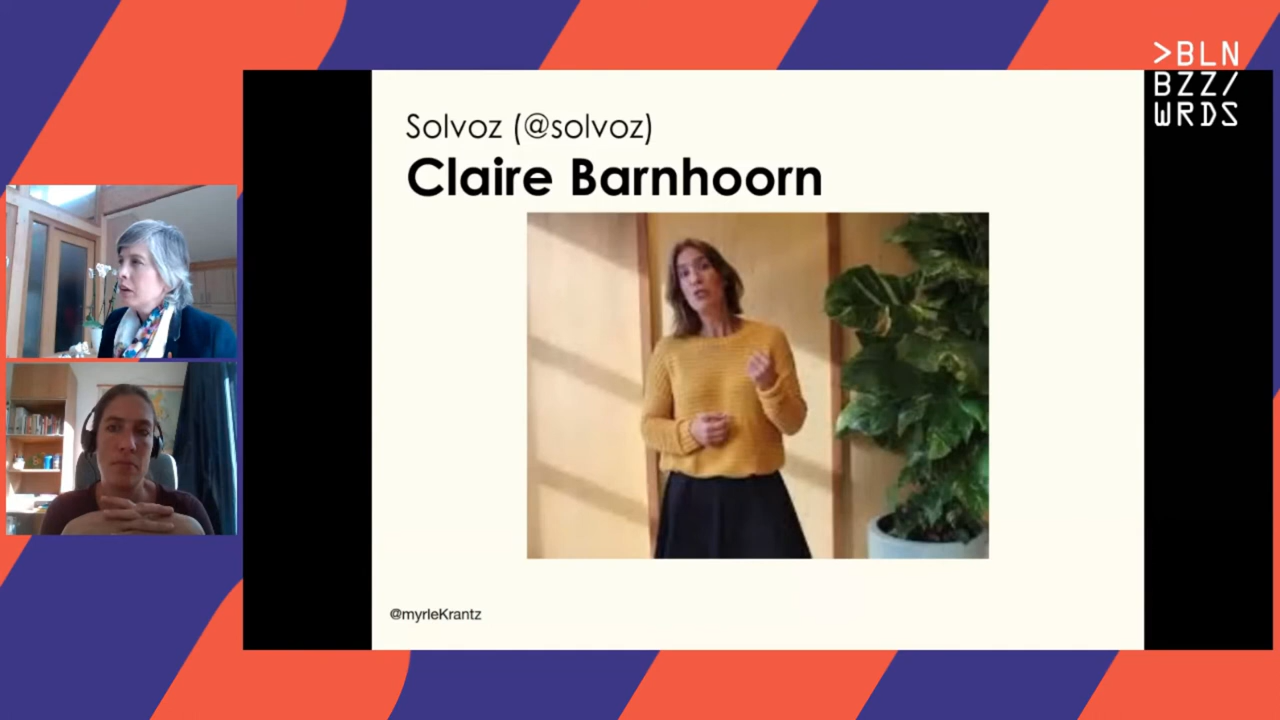 >BLN
BZZ/
WRDS
Solvoz (@solvoz)
Claire Barnhoorn
@myrleKrantz